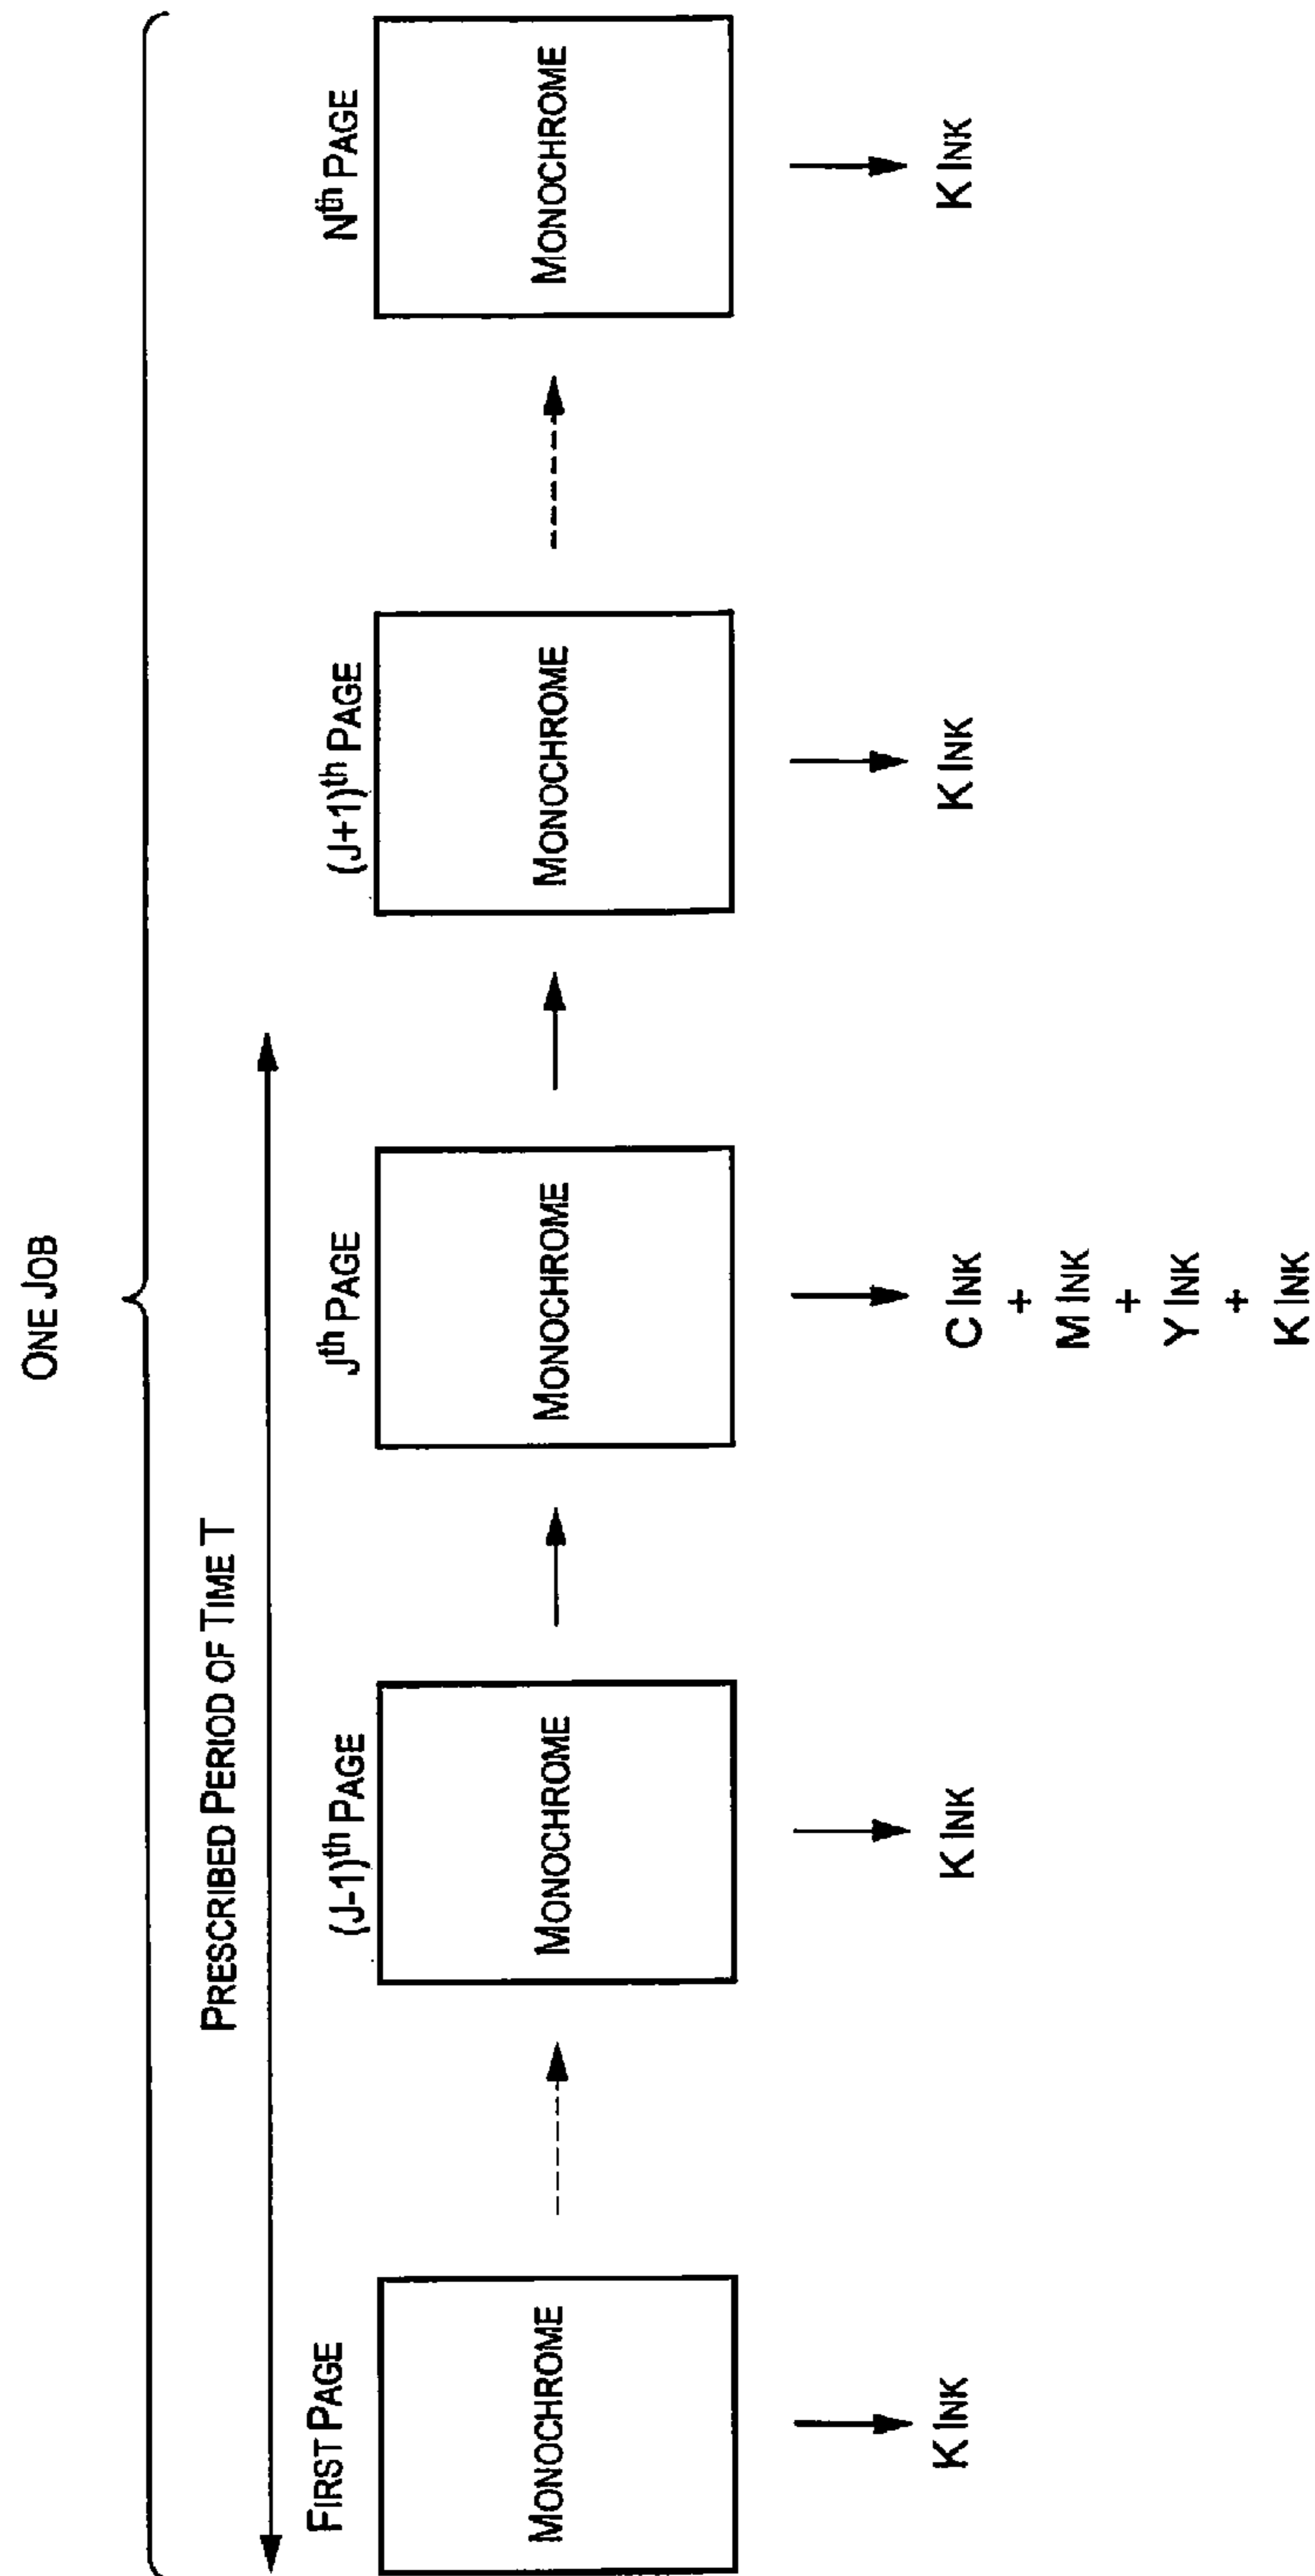 ONE JOB
PRESCRIBED PERIOD OF TIME T
FIRST PAGE
(J-1)th PAGE
Jth PAGE
(J+1)th PAGE
Nth PAGE
MONOCHROME
MONOCHROME
MONOCHROME
MONOCHROME
MONOCHROME
K INK
K INK
C INK
+
M INK
+
Y INK
+
K INK
K INK
K INK